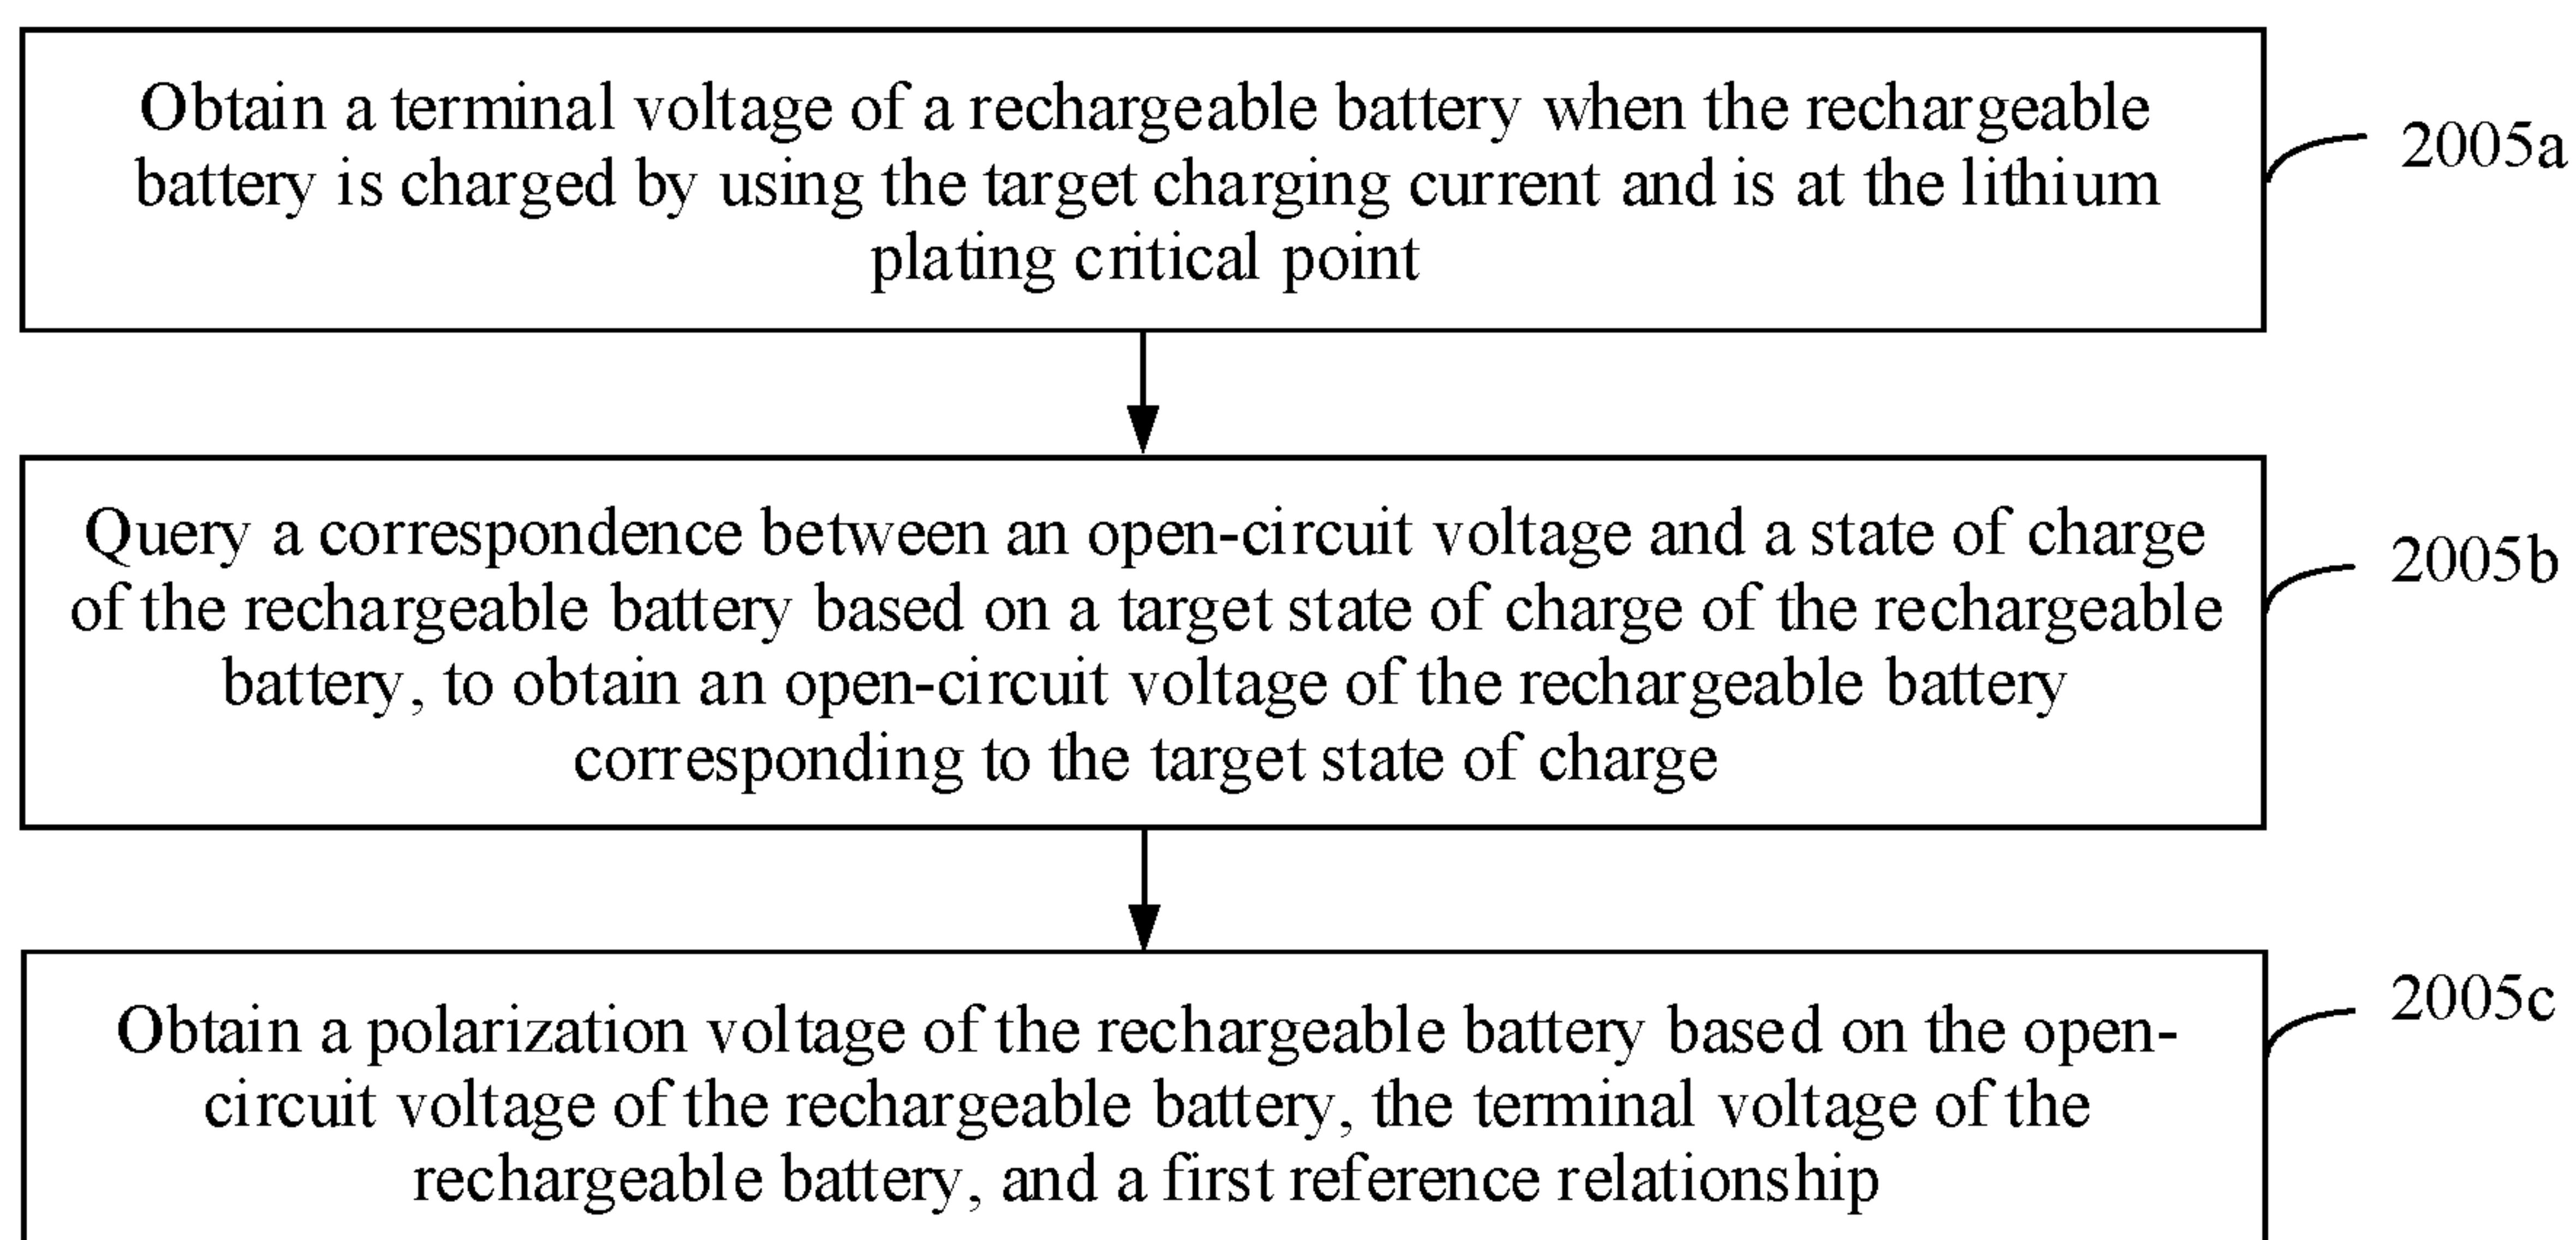 Obtain a terminal voltage of a rechargeable battery when the rechargeable
battery is charged by using the target charging current and is at the lithium
plating critical point
2005a
Query a correspondence between an open-circuit voltage and a state of charge
of the rechargeable battery based on a target state of charge of the rechargeable
battery, to obtain an open-circuit voltage of the rechargeable battery
corresponding to the target state of charge
2005b
Obtain a polarization voltage of the rechargeable battery based on the open-
circuit voltage of the rechargeable battery, the terminal voltage of the
rechargeable battery, and a first reference relationship
2005c